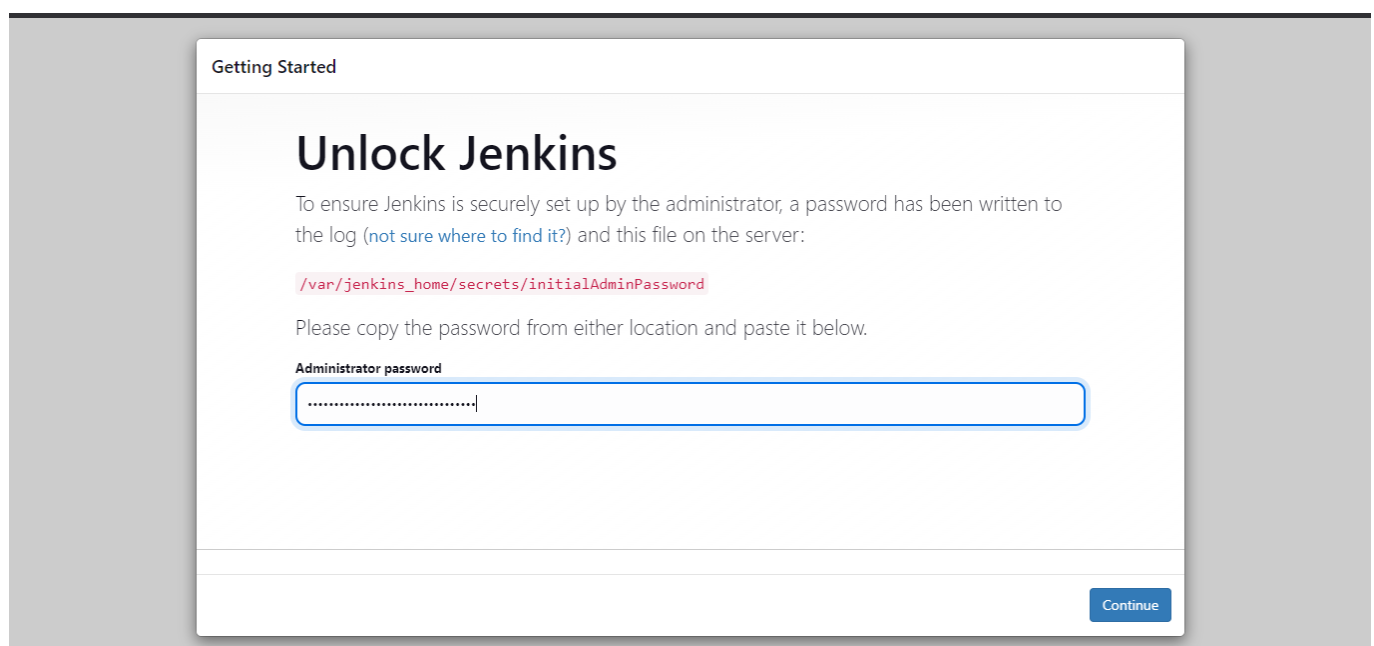 Getting Started
Unlock Jenkins
To ensure Jenkins is securely set up by the administrator, a password has been written to
the log (not sure where to find it?) and this file on the server:
/var/jenkins_home/secrets/initialAdminPassword
Please copy the password from either location and paste it below.
Administrator password
••••••••••••••••••••••••••••••••
Continue